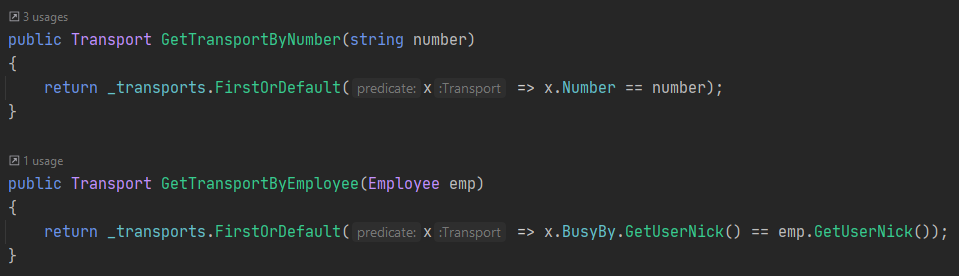 3 usages
public Transport GetTransportByNumber(string number)
{
    return _transports.FirstOrDefault( predicate: x :Transport => x.Number == number);
}
1 usage
public Transport GetTransportByEmployee(Employee emp)
{
    return _transports.FirstOrDefault( predicate: x :Transport => x.BusyBy.GetUserNick() == emp.GetUserNick());
}